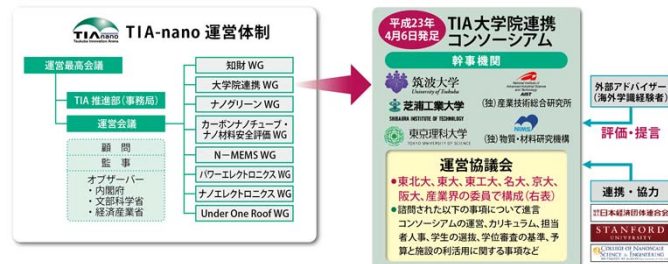 TIAnano
Tsukuba Innovation Arena
TIA-nano 運営体制
運営最高会議
TIA 推進部(事務局)
運営会議
顧 問
監 事
オブザーバー
・内閣府
・文部科学省
・経済産業省
知財 WG
大学院連携 WG
ナノグリーン WG
カーボンナノチューブ・
ナノ材料安全評価 WG
N-MEMS WG
パワーエレクトロニクス WG
ナノエレクトロニクス WG
Under One Roof WG
平成23年
4月6日発足
TIA 大学院連携
コンソーシアム
幹事機関
筑波大学
University of Tsukuba
芝浦工業大学
SHIBAURA INSTITUTE OF TECHNOLOGY
東京理科大学
TOKYO UNIVERSITY OF SCIENCE
AIST
(独)産業技術総合研究所
NIMS
(独)物質・材料研究機構
運営協議会
●東北大、東大、東工大、名大、京大、
阪大、産業界の委員で構成(右表)
●諮問された以下の事項について進言
コンソーシアムの運営、カリキュラム、担当
者人事、学生の選抜、学位審査の基準、予
算と施設の利活用に関する事項など
外部アドバイザー
(海外学識経験者)
評価・提言
連携・協力
日本経済団体連合会
STANFORD
UNIVERSITY
COLLEGE OF NANOSCALE
SCIENCE & ENGINEERING